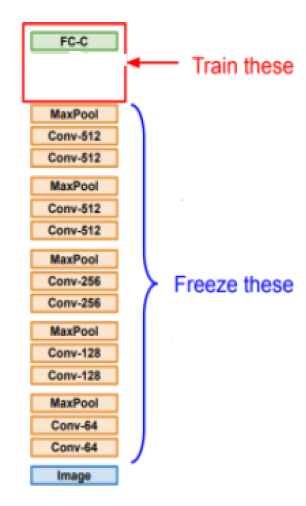 FC-C
Train these
MaxPool
Conv-512
Conv-512
MaxPool
Conv-512
Conv-512
Freeze these
MaxPool
Conv-256
Conv-256
MaxPool
Conv-128
Conv-128
MaxPool
Conv-64
Conv-64
Image